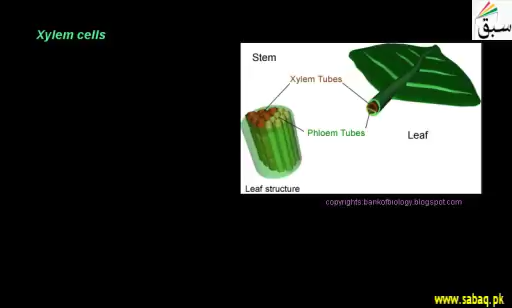 Xylem cells
سبق
Stem
Xylem Tubes
Phloem Tubes
Leaf
Leaf structure
copyrights:bankofbiology.blogspot.com
www.sabaq.pk